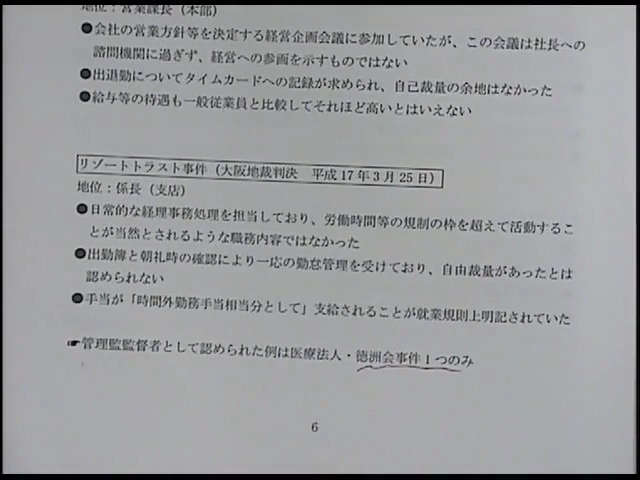 地位：営業課長（本部）
●会社の営業方針等を決定する経営企画会議に参加していたが、この会議は社長への
諮問機関に過ぎず、経営への参画を示すものではない
●出退勤についてタイムカードへの記録が求められ、自己裁量の余地はなかった
●給与等の待遇も一般従業員と比較してそれほど高いとはいえない
リゾートトラスト事件（大阪地裁判決　平成17年3月25日）
地位：係長（支店）
●日常的な経理事務処理を担当しており、労働時間等の規制の枠を超えて活動するこ
とが当然とされるような職務内容ではなかった
●出勤簿と朝礼時の確認により一応の勤怠管理を受けており、自由裁量があったとは
認められない
●手当が「時間外勤務手当相当分として」支給されることが就業規則上明記されていた
☛管理監監督者として認められた例は医療法人・徳洲会事件１つのみ
6